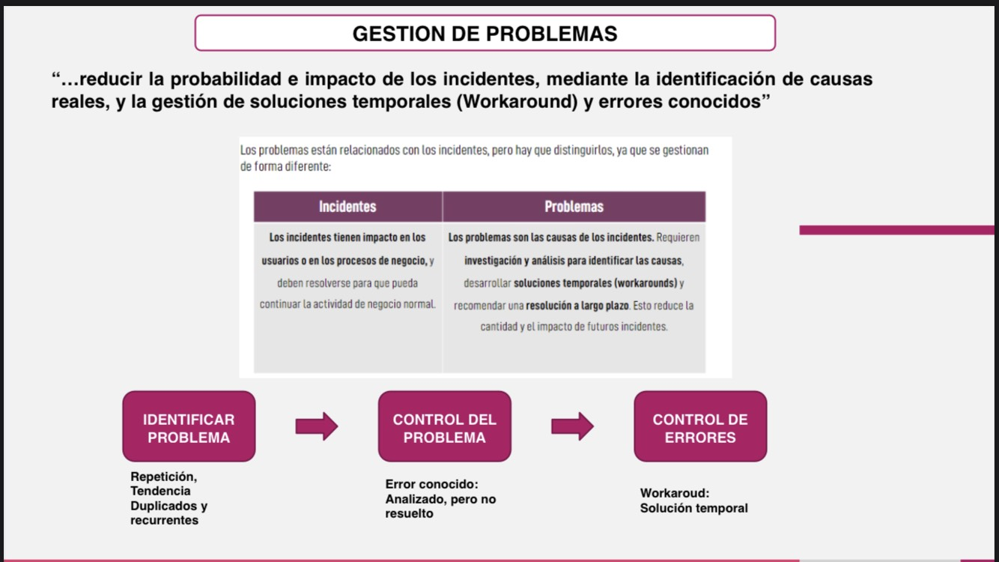 GESTION DE PROBLEMAS
“…reducir la probabilidad e impacto de los incidentes, mediante la identificación de causas
reales, y la gestión de soluciones temporales (Workaround) y errores conocidos”
Los problemas están relacionados con los incidentes, pero hay que distinguirlos, ya que se gestionan
de forma diferente:
Incidentes
Los incidentes tienen impacto en los
usuarios o en los procesos de negocio, y
deben resolverse para que pueda
continuar la actividad de negocio normal.
Problemas
Los problemas son las causas de los incidentes. Requieren
investigación y análisis para identificar las causas,
desarrollar soluciones temporales (workarounds) y
recomendar una resolución a largo plazo. Esto reduce la
cantidad y el impacto de futuros incidentes.
IDENTIFICAR
PROBLEMA
Repetición,
Tendencia
Duplicados y
recurrentes
CONTROL DEL
PROBLEMA
Error conocido:
Analizado, pero no
resuelto
CONTROL DE
ERRORES
Workaroud:
Solución temporal